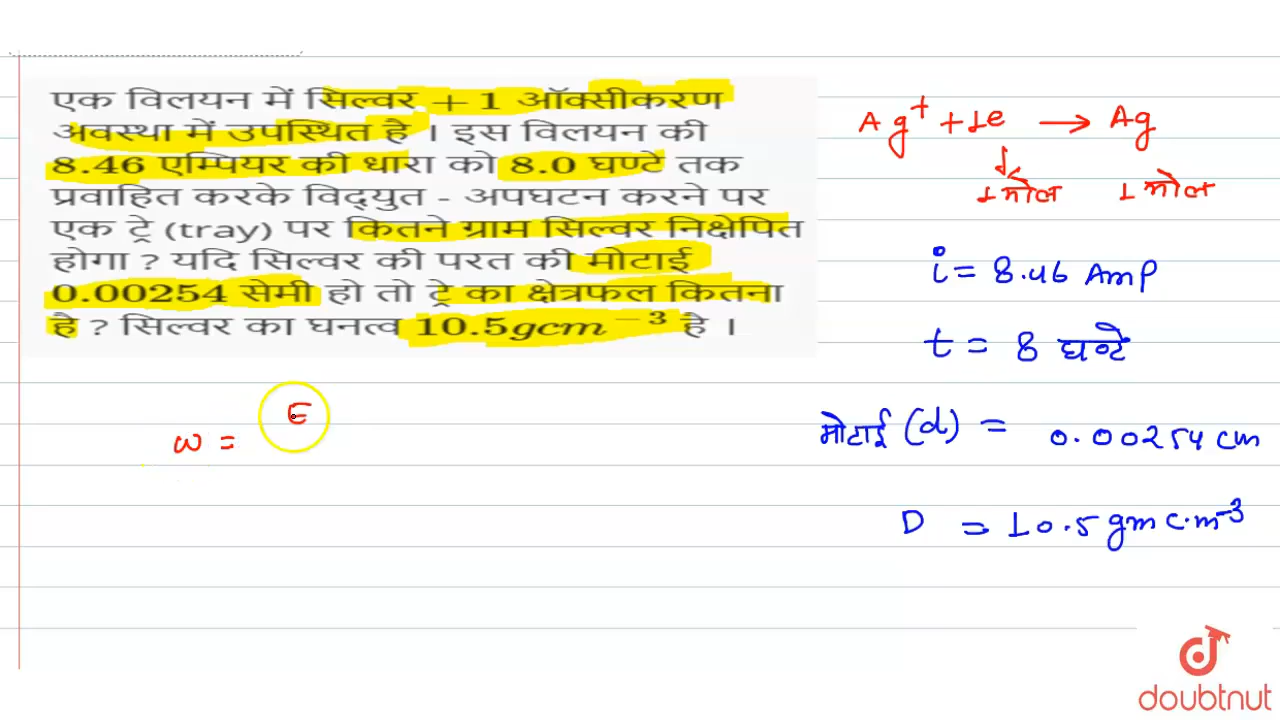 एक विलयन में सिल्वर +1 ऑक्सीकरण
अवस्था में उपस्थित है । इस विलयन की
8.46 एम्पियर की धारा को 8.0 घण्टे तक
प्रवाहित करके विद्युत - अपघटन करने पर
एक ट्रे (tray) पर कितने ग्राम सिल्वर निक्षेपित
होगा ? यदि सिल्वर की परत की मोटाई
0.00254 सेमी हो तो ट्रे का क्षेत्रफल कितना
है ? सिल्वर का घनत्व 10.5gcm⁻³ है ।
Ag⁺ + 1e → Ag
1 मोल 1 मोल
i = 8.46 Amp
t = 8 घण्टे
मोटाई (d) = 0.00254 cm
D = 10.5 gm c.m⁻³
w = E
doubtnut